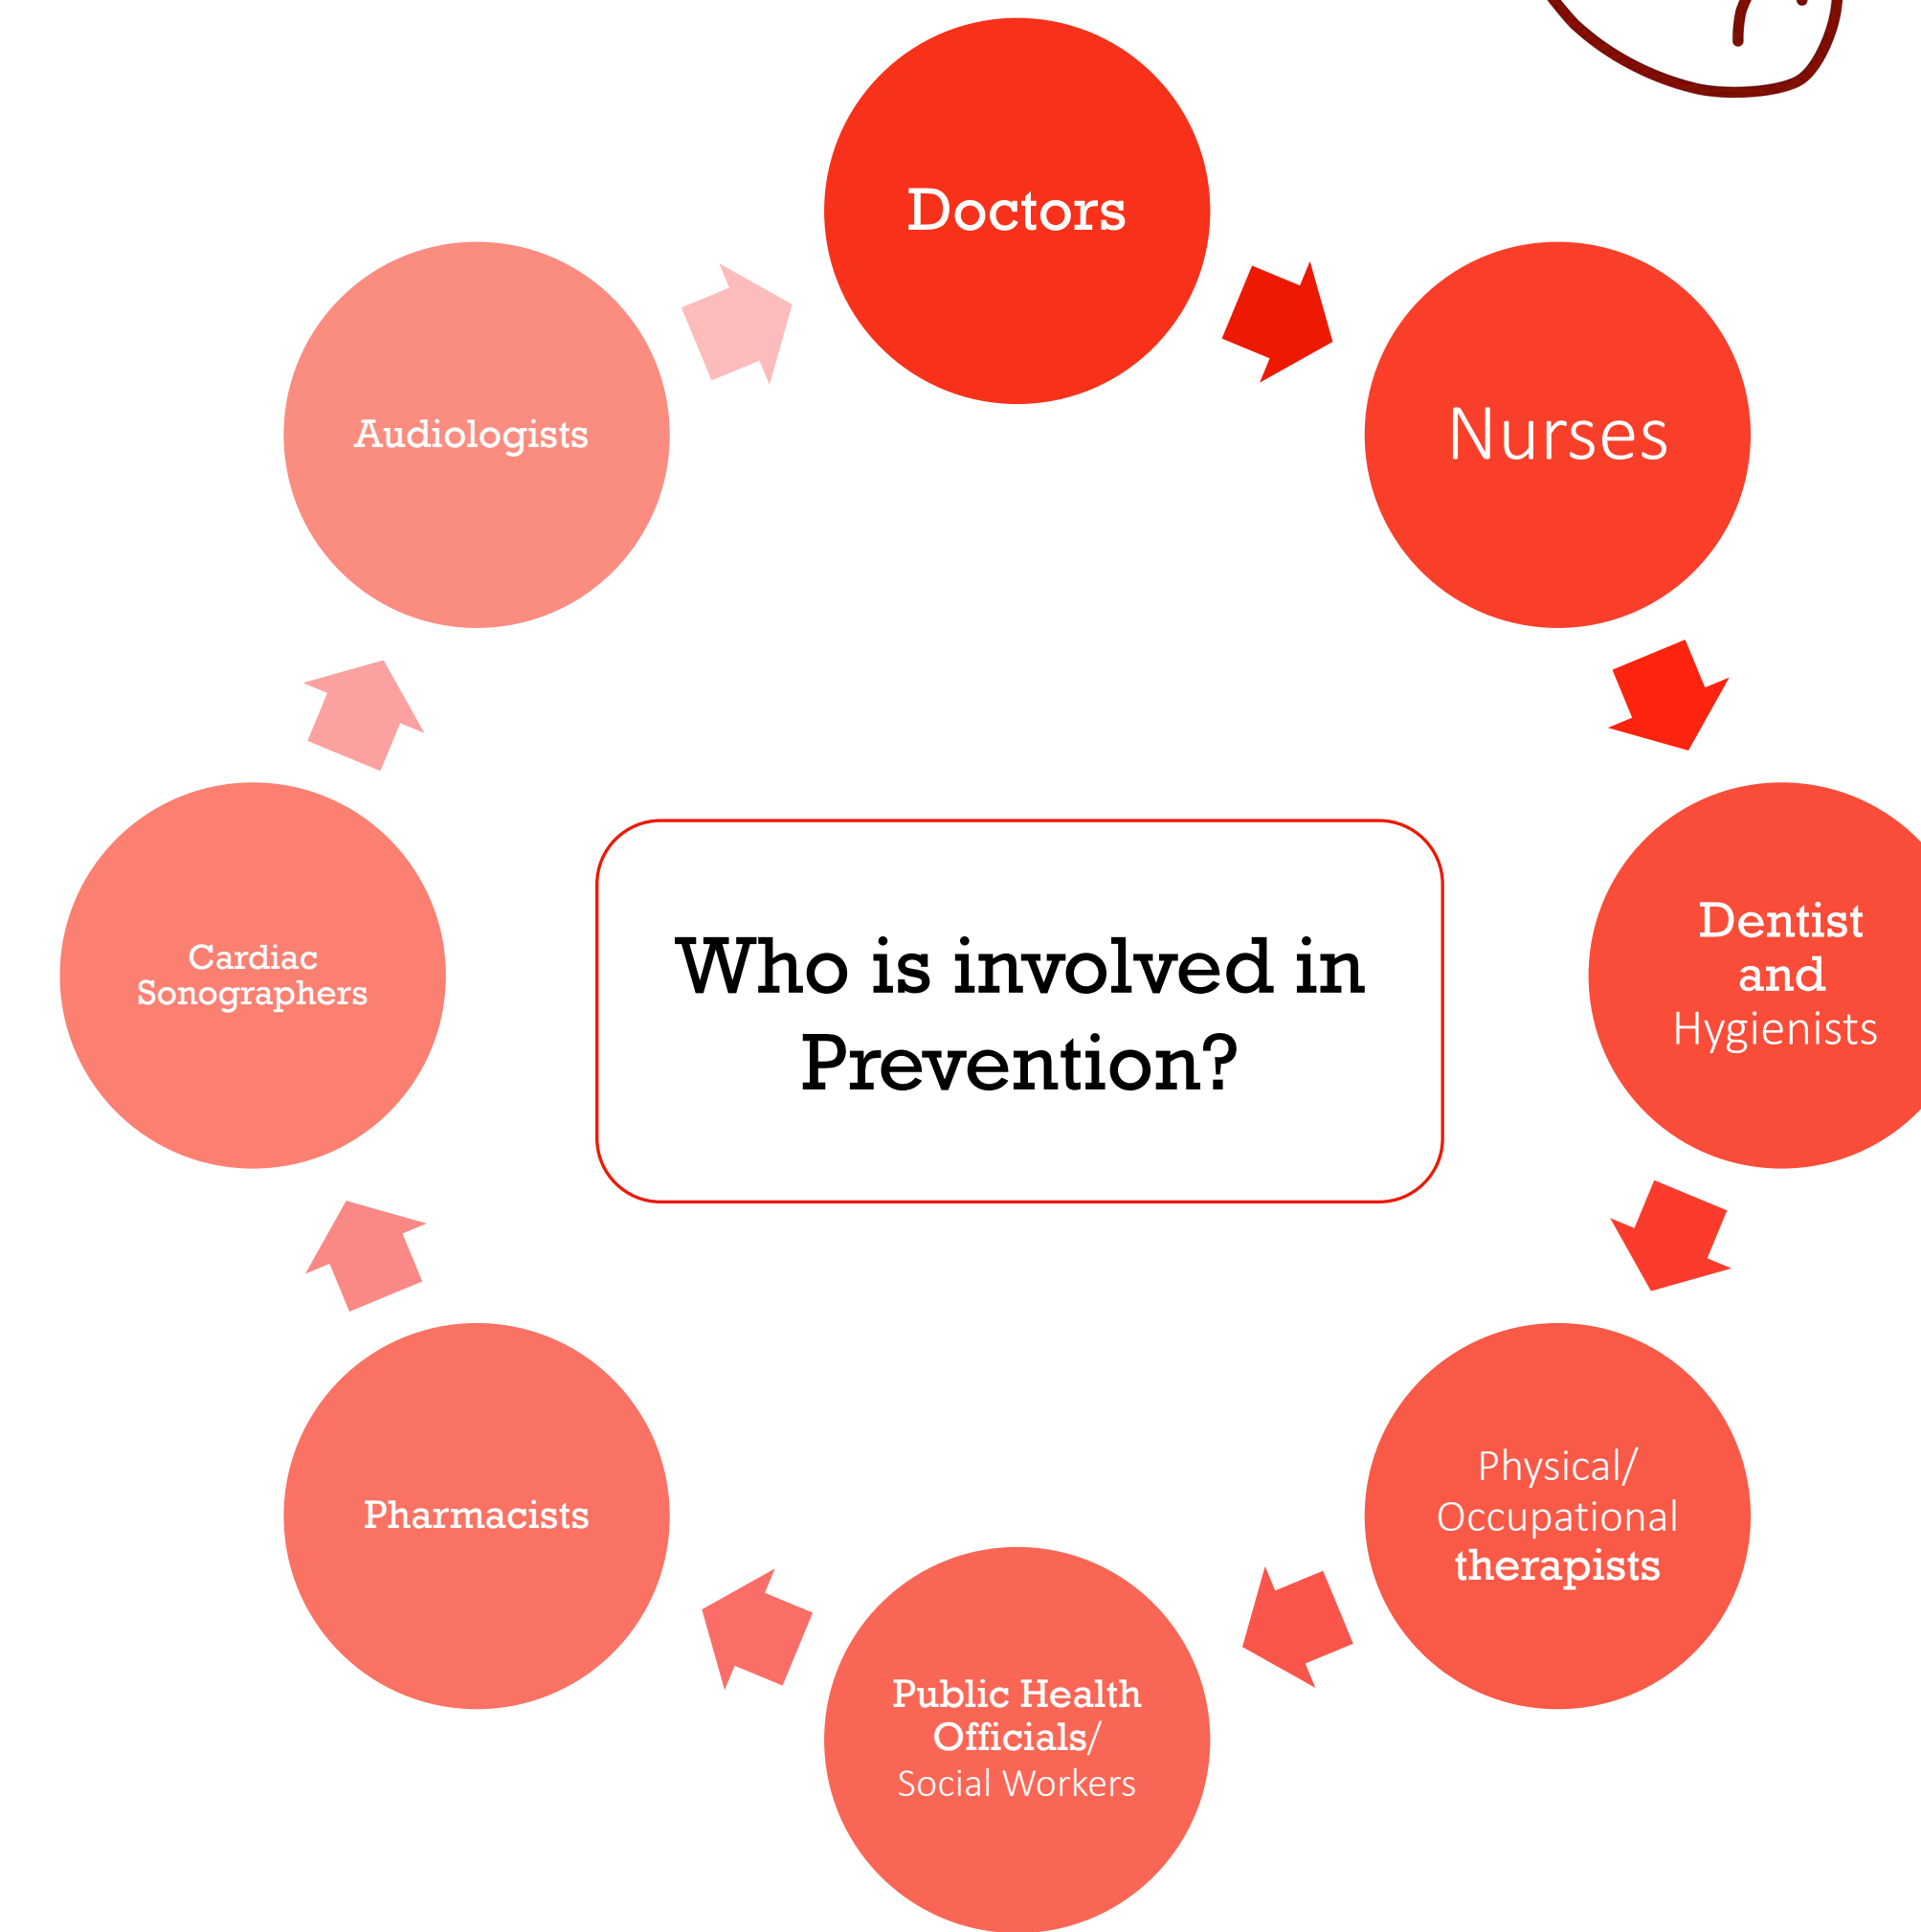 Doctors
Nurses
Dentist
and
Hygienists
Physical/
Occupational
therapists
Public Health
Officials/
Social Workers
Pharmacists
Cardiac
Sonographers
Audiologists
Who is involved in
Prevention?